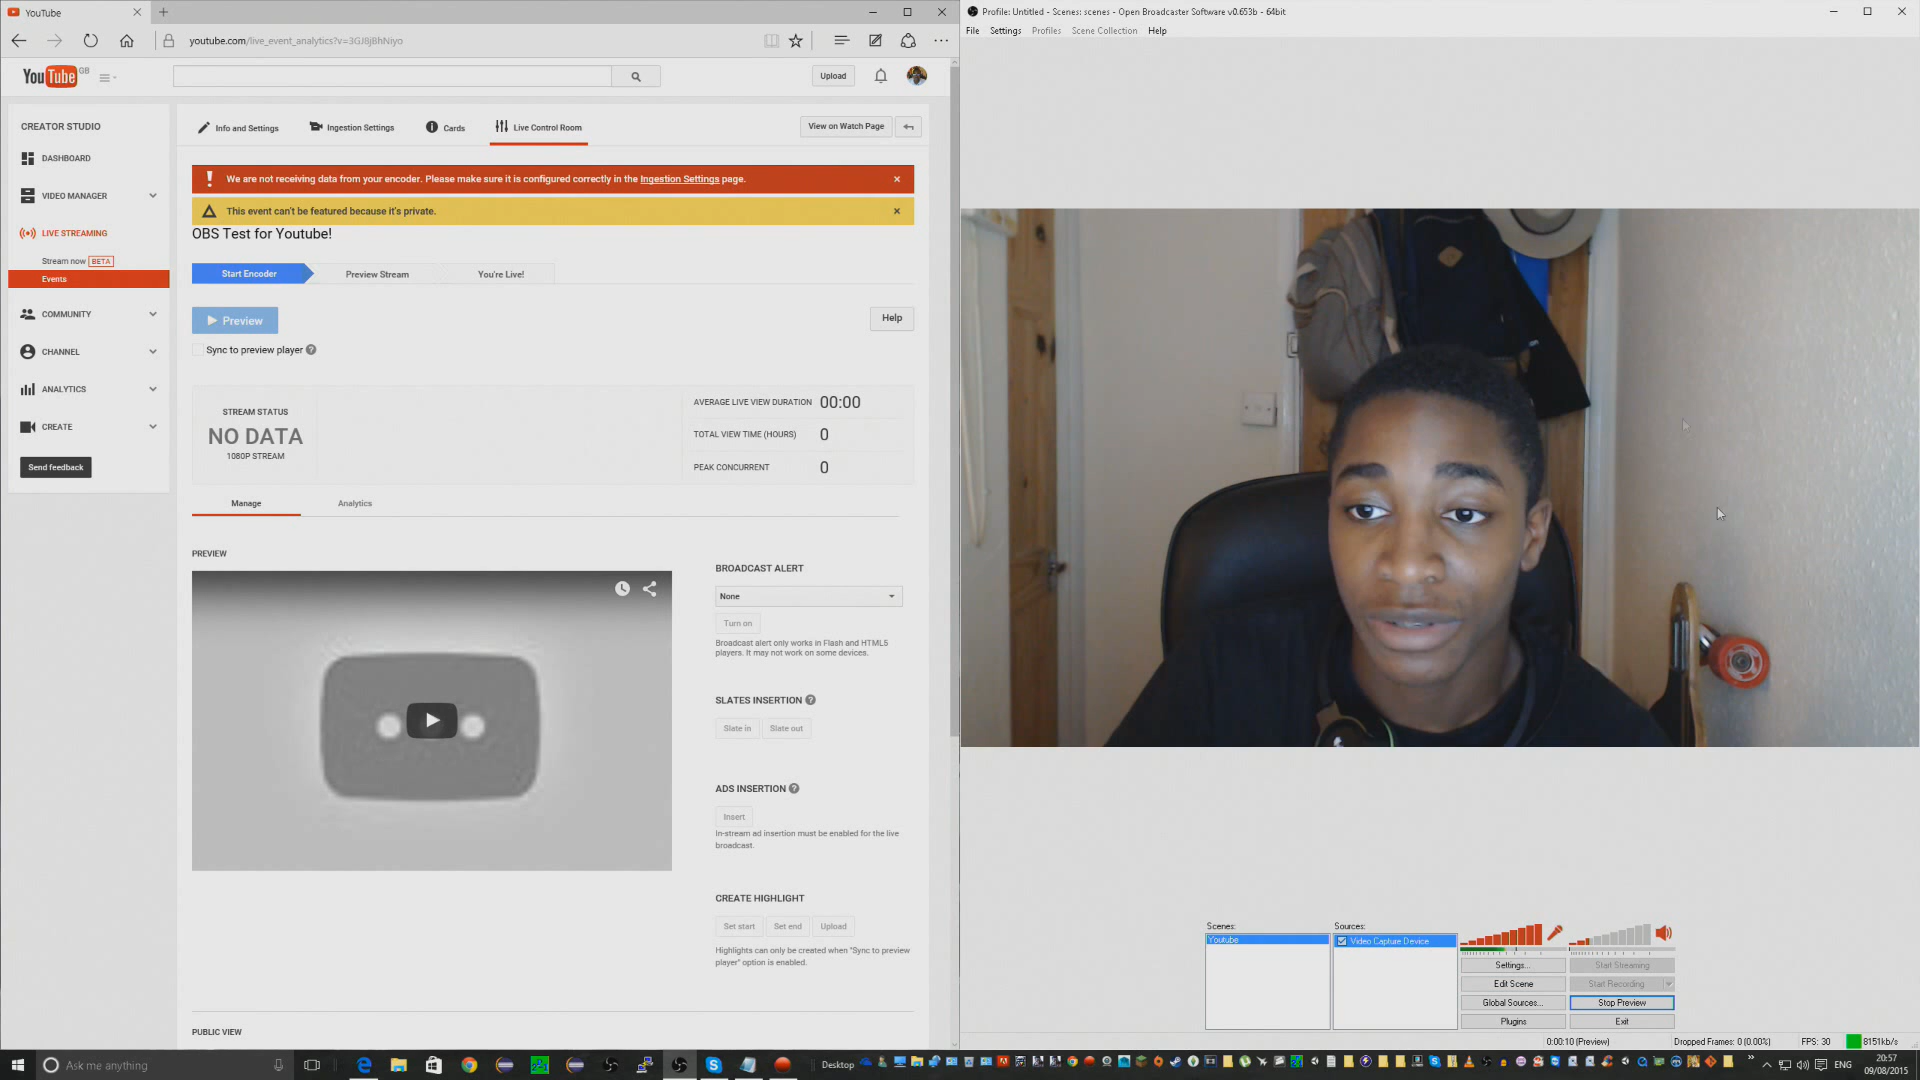 YouTube
youtube.com/live_event_analytics?v=3GJ8jBhNiyo
YouTube GB
Upload
CREATOR STUDIO
DASHBOARD
VIDEO MANAGER
LIVE STREAMING
Stream now BETA
Events
COMMUNITY
CHANNEL
ANALYTICS
CREATE
Send feedback
Info and Settings
Ingestion Settings
Cards
Live Control Room
View on Watch Page
! We are not receiving data from your encoder. Please make sure it is configured correctly in the Ingestion Settings page.
This event can't be featured because it's private.
OBS Test for Youtube!
Start Encoder
Preview Stream
You're Live!
Preview
Help
Sync to preview player ?
STREAM STATUS
NO DATA
1080P STREAM
AVERAGE LIVE VIEW DURATION 00:00
TOTAL VIEW TIME (HOURS) 0
PEAK CONCURRENT 0
Manage
Analytics
PREVIEW
BROADCAST ALERT
None
Turn on
Broadcast alert only works in Flash and HTML5
players. It may not work on some devices.
SLATES INSERTION ?
Slate in
Slate out
ADS INSERTION ?
Insert
In-stream ad insertion must be enabled for the live
broadcast.
CREATE HIGHLIGHT
Set start
Set end
Upload
Highlights can only be created when "Sync to preview
player" option is enabled.
PUBLIC VIEW
Profile: Untitled - Scenes: scenes - Open Broadcaster Software v0.653b - 64bit
File
Settings
Profiles
Scene Collection
Help
Scenes:
Youtube
Sources:
Video Capture Device
Settings...
Start Streaming
Edit Scene
Start Recording
Global Sources...
Stop Preview
Plugins
Exit
0:00:10 (Preview)
Dropped Frames: 0 (0.00%)
FPS: 30
8151kb/s
Ask me anything
Desktop
ENG
20:57
09/08/2015